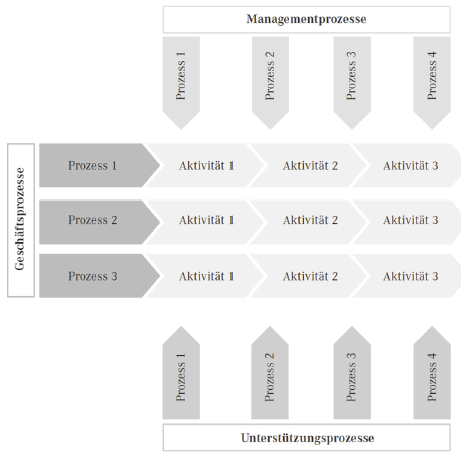 Managementprozesse
Prozess 1
Prozess 2
Prozess 3
Prozess 4
Geschäftsprozesse
Prozess 1 Aktivität 1 Aktivität 2 Aktivität 3
Prozess 2 Aktivität 1 Aktivität 2 Aktivität 3
Prozess 3 Aktivität 1 Aktivität 2 Aktivität 3
Prozess 1
Prozess 2
Prozess 3
Prozess 4
Unterstützungsprozesse